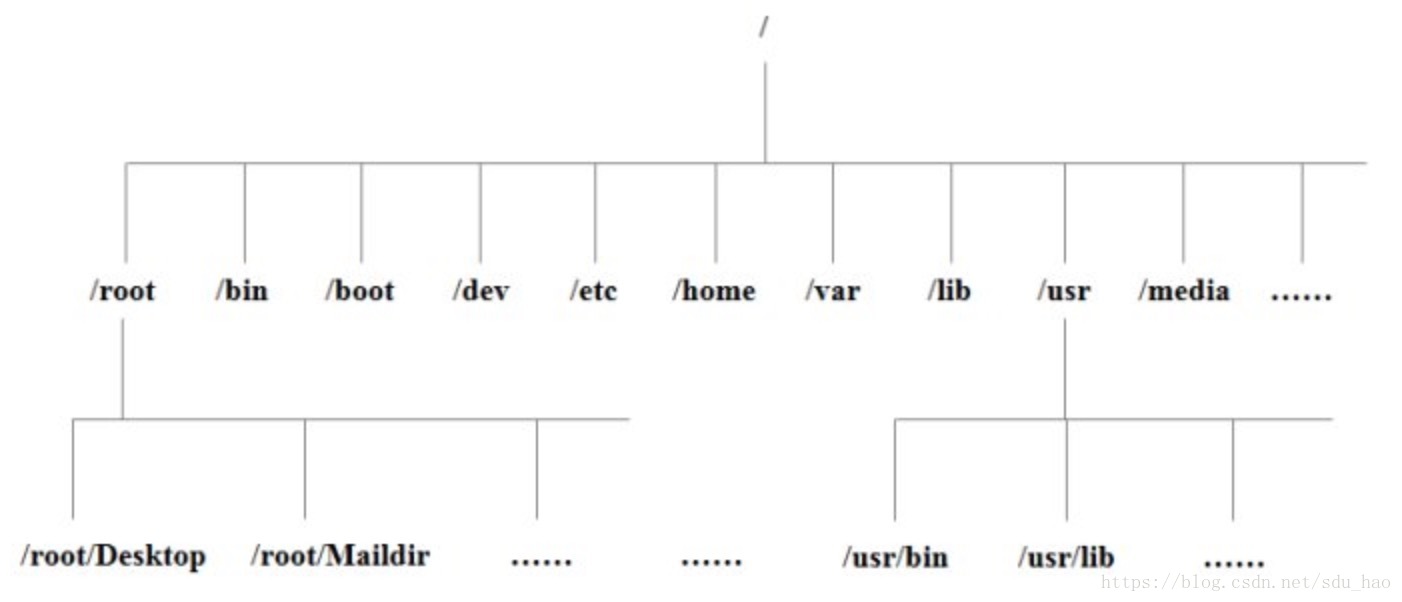 /
/root /bin /boot /dev /etc /home /var /lib /usr /media ……
/root/Desktop /root/Maildir …… …… /usr/bin /usr/lib ……
https://blog.csdn.net/sdu_hao